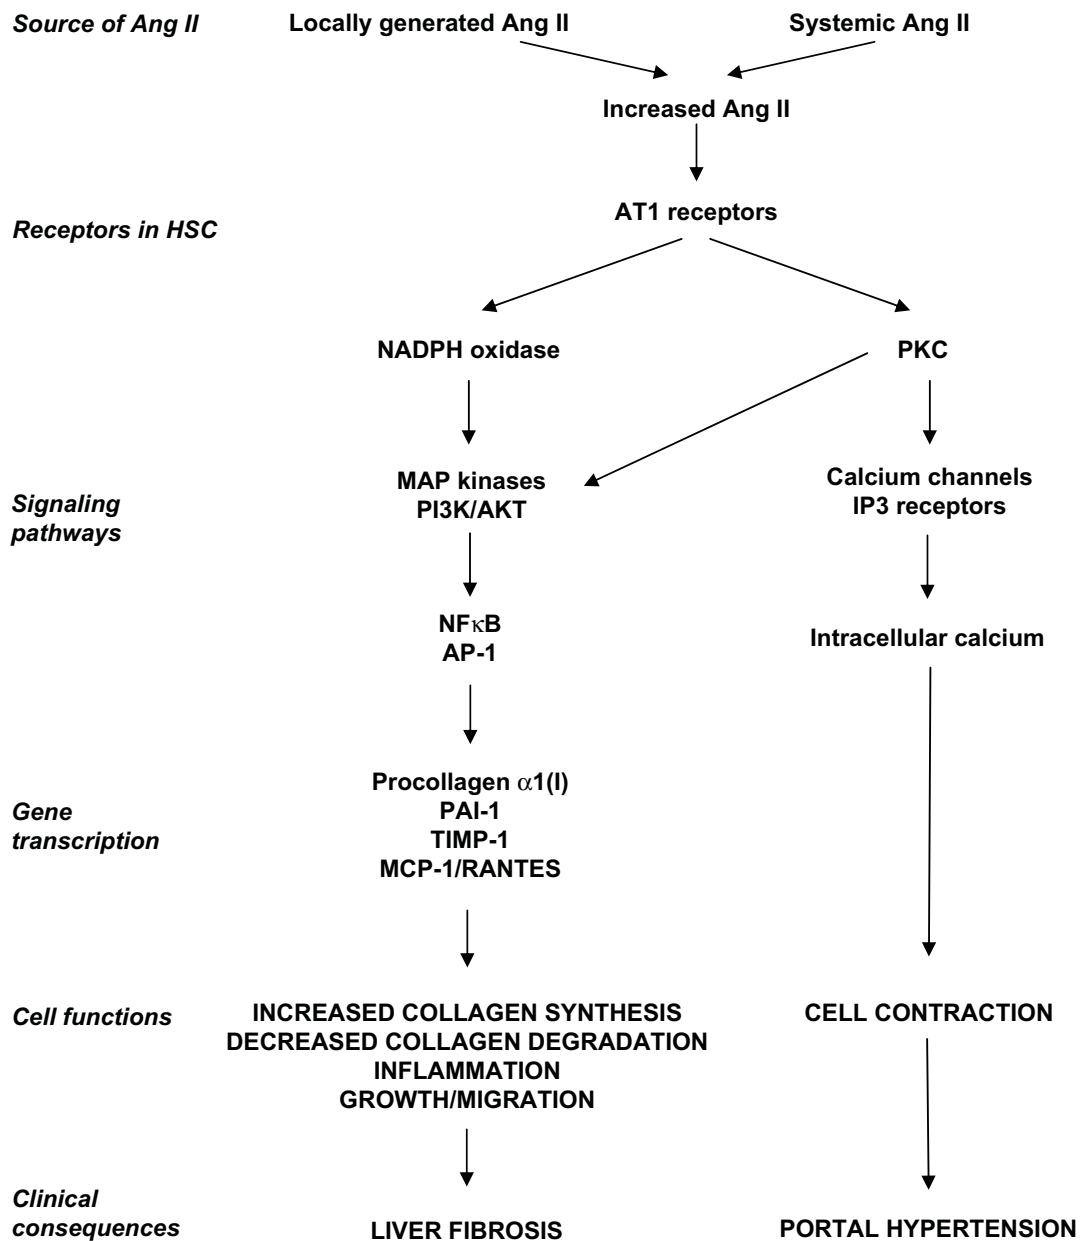 Source of Ang II
Locally generated Ang II
Systemic Ang II
Increased Ang II
Receptors in HSC
AT1 receptors
NADPH oxidase
PKC
Signaling
pathways
MAP kinases
PI3K/AKT
Calcium channels
IP3 receptors
NFκB
AP-1
Intracellular calcium
Gene
transcription
Procollagen α1(I)
PAI-1
TIMP-1
MCP-1/RANTES
Cell functions
INCREASED COLLAGEN SYNTHESIS
DECREASED COLLAGEN DEGRADATION
INFLAMMATION
GROWTH/MIGRATION
CELL CONTRACTION
Clinical
consequences
LIVER FIBROSIS
PORTAL HYPERTENSION